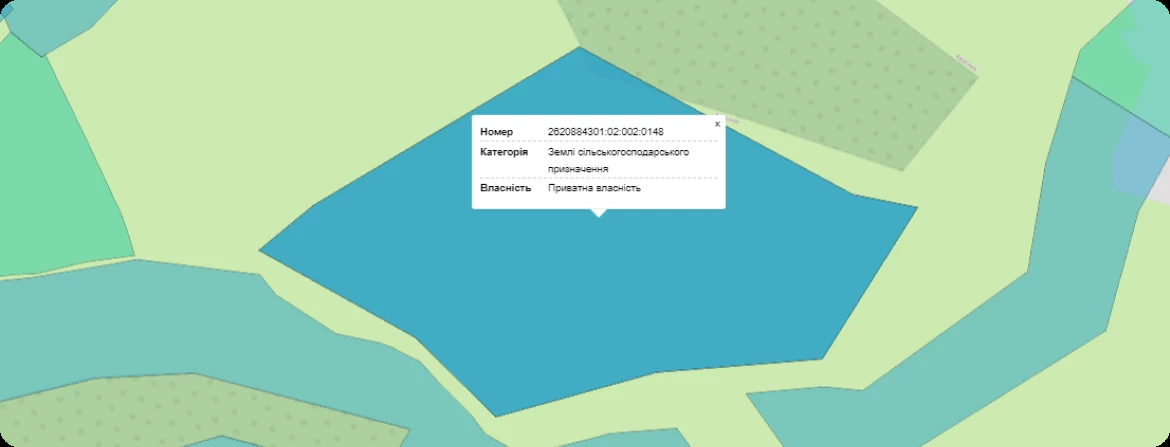 ×
Номер 2620884301:02:002:0148
Категорія Землі сільськогосподарського
призначення
Власність Приватна власність